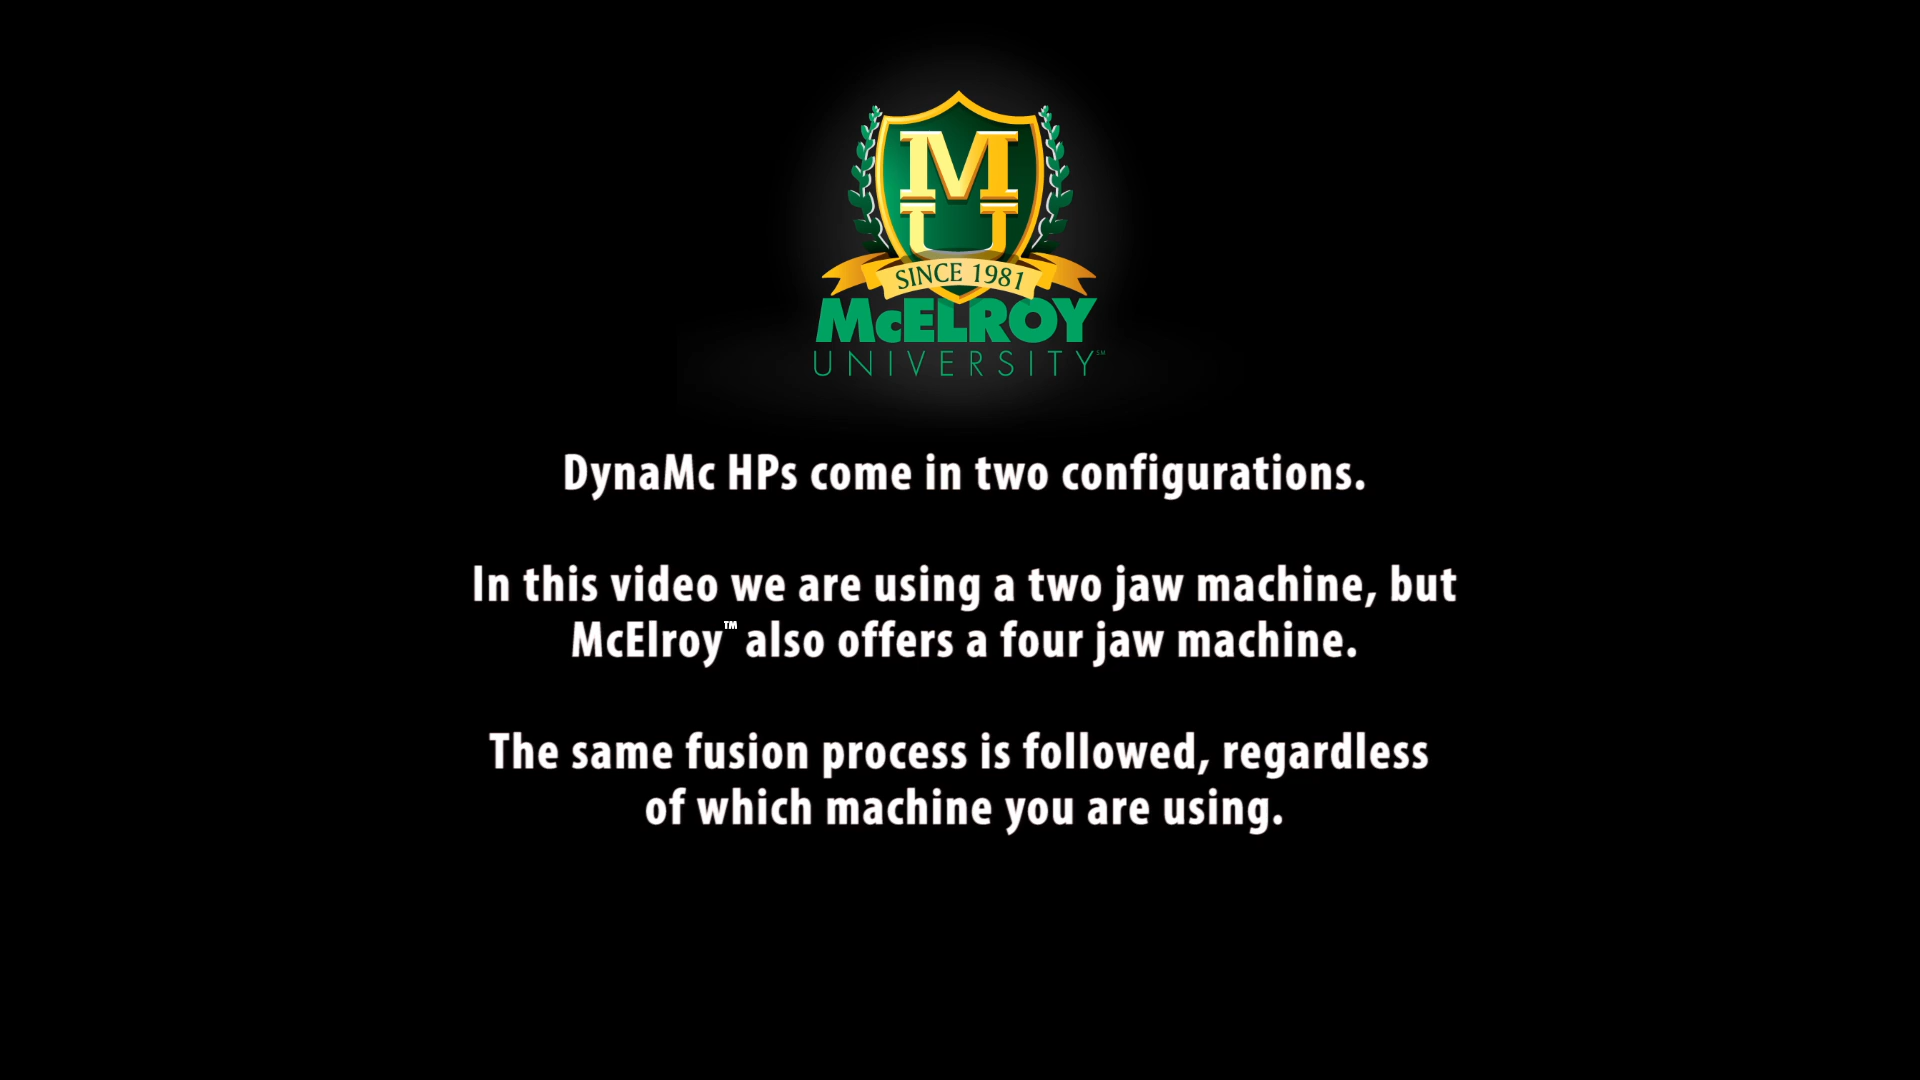 MU
SINCE 1981
McELROY
UNIVERSITY℠
DynaMc HPs come in two configurations.
In this video we are using a two jaw machine, but
McElroy™ also offers a four jaw machine.
The same fusion process is followed, regardless
of which machine you are using.